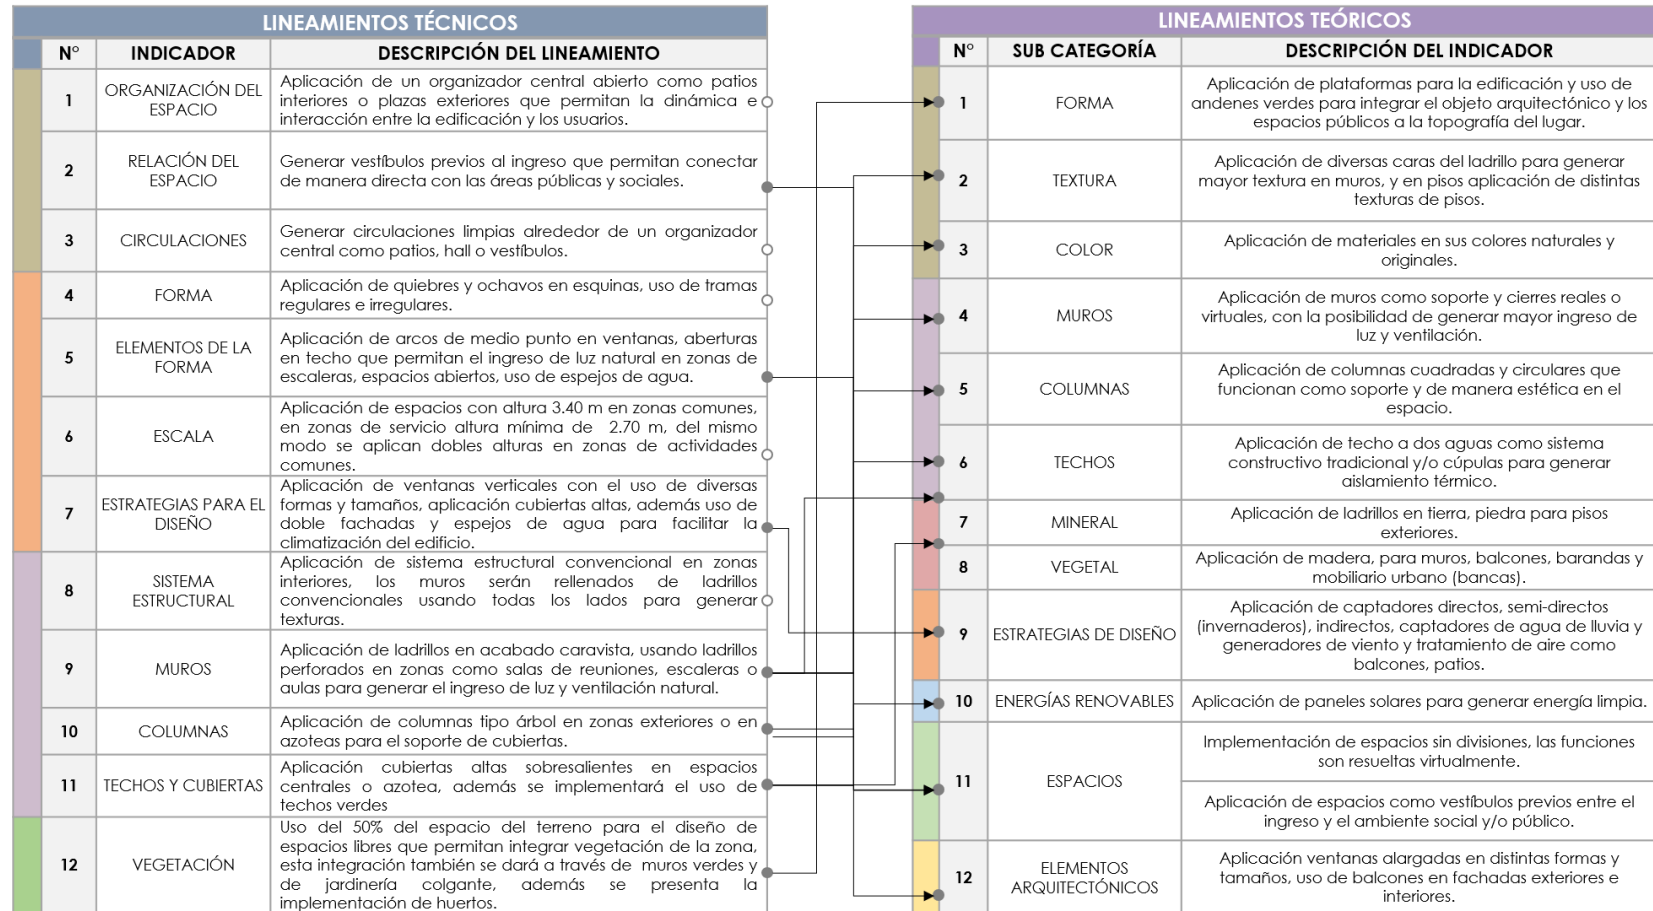 LINEAMIENTOS TÉCNICOS
N° INDICADOR DESCRIPCIÓN DEL LINEAMIENTO
1
ORGANIZACIÓN DEL
ESPACIO
Aplicación de un organizador central abierto como patios
interiores o plazas exteriores que permitan la dinámica e
interacción entre la edificación y los usuarios.
2
RELACIÓN DEL
ESPACIO
Generar vestíbulos previos al ingreso que permitan conectar
de manera directa con las áreas públicas y sociales.
3
CIRCULACIONES
Generar circulaciones limpias alrededor de un organizador
central como patios, hall o vestíbulos.
4
FORMA
Aplicación de quiebres y ochavos en esquinas, uso de tramas
regulares e irregulares.
5
ELEMENTOS DE LA
FORMA
Aplicación de arcos de medio punto en ventanas, aberturas
en techo que permitan el ingreso de luz natural en zonas de
escaleras, espacios abiertos, uso de espejos de agua.
6
ESCALA
Aplicación de espacios con altura 3.40 m en zonas comunes,
en zonas de servicio altura mínima de 2.70 m, del mismo
modo se aplican dobles alturas en zonas de actividades
comunes.
7
ESTRATEGIAS PARA EL
DISEÑO
Aplicación de ventanas verticales con el uso de diversas
formas y tamaños, aplicación cubiertas altas, además uso de
doble fachadas y espejos de agua para facilitar la
climatización del edificio.
8
SISTEMA
ESTRUCTURAL
Aplicación de sistema estructural convencional en zonas
interiores, los muros serán rellenados de ladrillos
convencionales usando todas los lados para generar
texturas.
9
MUROS
Aplicación de ladrillos en acabado caravista, usando ladrillos
perforados en zonas como salas de reuniones, escaleras o
aulas para generar el ingreso de luz y ventilación natural.
10
COLUMNAS
Aplicación de columnas tipo árbol en zonas exteriores o en
azoteas para el soporte de cubiertas.
11
TECHOS Y CUBIERTAS
Aplicación cubiertas altas sobresalientes en espacios
centrales o azotea, además se implementará el uso de
techos verdes
12
VEGETACIÓN
Uso del 50% del espacio del terreno para el diseño de
espacios libres que permitan integrar vegetación de la zona,
esta integración también se dará a través de muros verdes y
de jardinería colgante, además se presenta la
implementación de huertos.
LINEAMIENTOS TEÓRICOS
N° SUB CATEGORÍA DESCRIPCIÓN DEL INDICADOR
1
FORMA
Aplicación de plataformas para la edificación y uso de
andenes verdes para integrar el objeto arquitectónico y los
espacios públicos a la topografía del lugar.
2
TEXTURA
Aplicación de diversas caras del ladrillo para generar
mayor textura en muros, y en pisos aplicación de distintas
texturas de pisos.
3
COLOR
Aplicación de materiales en sus colores naturales y
originales.
4
MUROS
Aplicación de muros como soporte y cierres reales o
virtuales, con la posibilidad de generar mayor ingreso de
luz y ventilación.
5
COLUMNAS
Aplicación de columnas cuadradas y circulares que
funcionan como soporte y de manera estética en el
espacio.
6
TECHOS
Aplicación de techo a dos aguas como sistema
constructivo tradicional y/o cúpulas para generar
aislamiento térmico.
7
MINERAL
Aplicación de ladrillos en tierra, piedra para pisos
exteriores.
8
VEGETAL
Aplicación de madera, para muros, balcones, barandas y
mobiliario urbano (bancas).
9
ESTRATEGIAS DE DISEÑO
Aplicación de captadores directos, semi-directos
(invernaderos), indirectos, captadores de agua de lluvia y
generadores de viento y tratamiento de aire como
balcones, patios.
10
ENERGÍAS RENOVABLES
Aplicación de paneles solares para generar energía limpia.
11
ESPACIOS
Implementación de espacios sin divisiones, las funciones
son resueltas virtualmente.
Aplicación de espacios como vestíbulos previos entre el
ingreso y el ambiente social y/o público.
12
ELEMENTOS
ARQUITECTÓNICOS
Aplicación ventanas alargadas en distintas formas y
tamaños, uso de balcones en fachadas exteriores e
interiores.